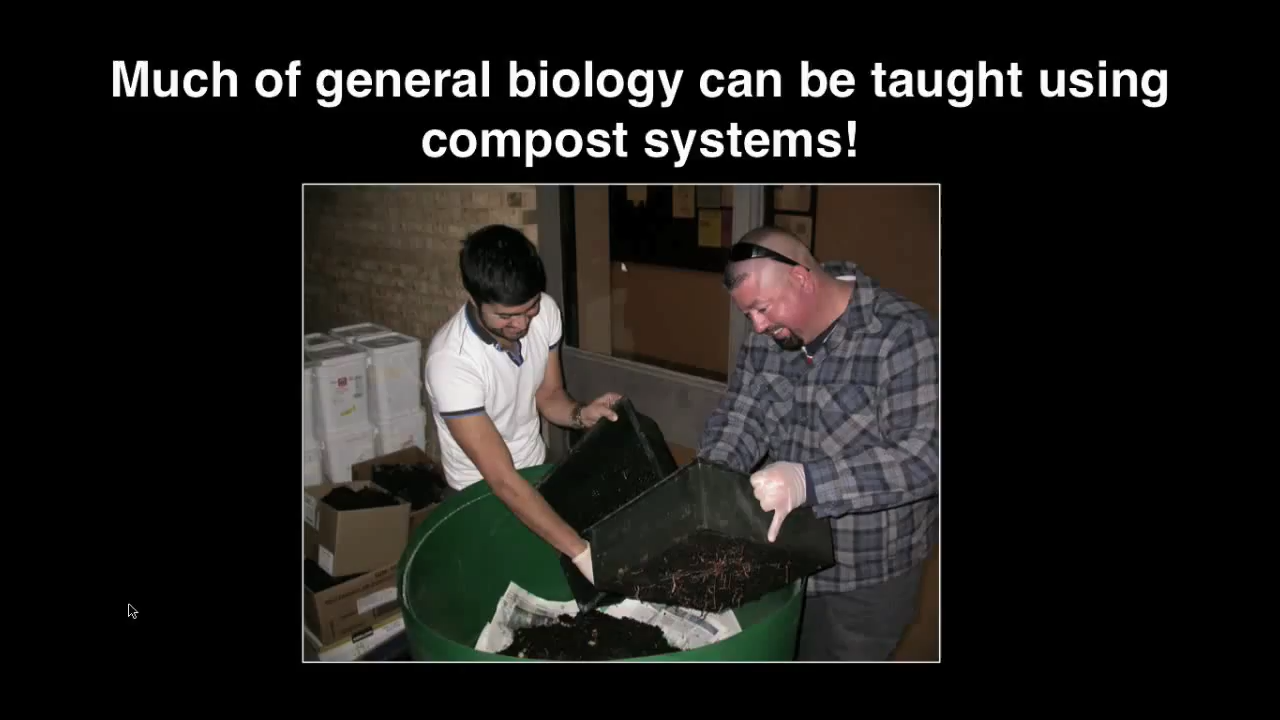 Much of general biology can be taught using
compost systems!